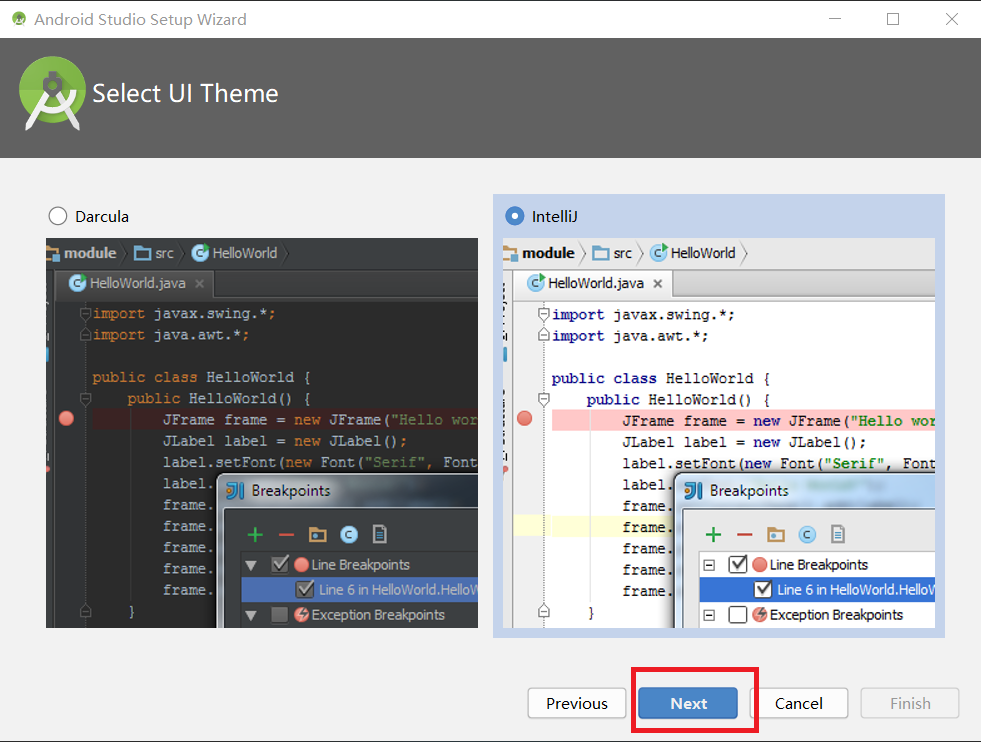 Android Studio Setup Wizard
Select UI Theme
Darcula
module src HelloWorld
HelloWorld.java
import javax.swing.*;
import java.awt.*;
public class HelloWorld {
public HelloWorld() {
JFrame frame = new JFrame("Hello wor
JLabel label = new JLabel();
label.setFont(new Font("Serif", Font
label.
frame.
frame.
frame.
frame.
frame.
}
Breakpoints
Line Breakpoints
Line 6 in HelloWorld.HelloW
Exception Breakpoints
IntelliJ
module src HelloWorld
HelloWorld.java
import javax.swing.*;
import java.awt.*;
public class HelloWorld {
public HelloWorld() {
JFrame frame = new JFrame("Hello wor
JLabel label = new JLabel();
label.setFont(new Font("Serif", Font
label.
frame.
frame.
frame.
frame.
frame.
}
Breakpoints
Line Breakpoints
Line 6 in HelloWorld.HelloW
Exception Breakpoints
Previous Next Cancel Finish